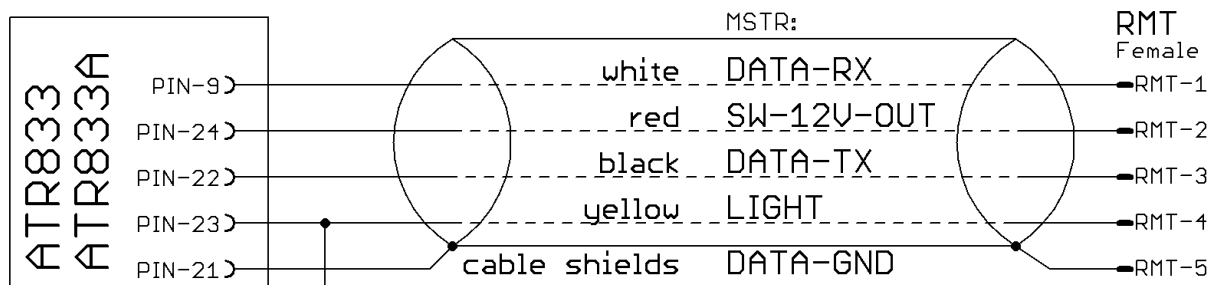 MSTR:
RMT
Female
ATR833
ATR833A
PIN-9 white DATA-RX RMT-1
PIN-24 red SW-12V-OUT RMT-2
PIN-22 black DATA-TX RMT-3
PIN-23 yellow LIGHT RMT-4
PIN-21 cable shields DATA-GND RMT-5